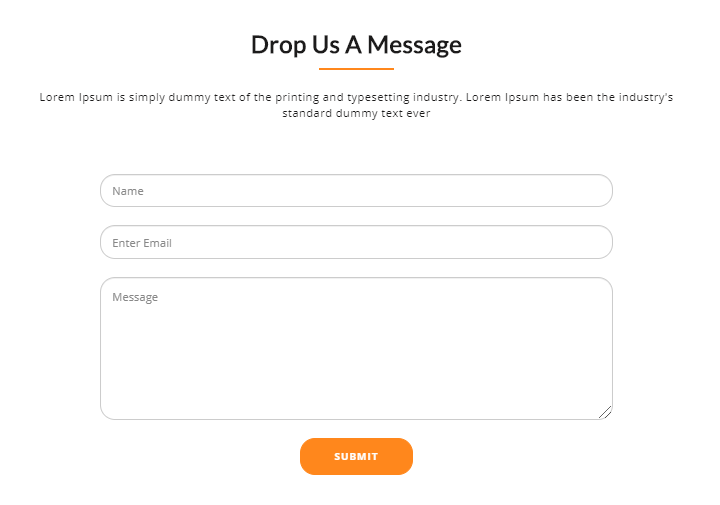 Drop Us A Message
Lorem Ipsum is simply dummy text of the printing and typesetting industry. Lorem Ipsum has been the industry's
standard dummy text ever
Name
Enter Email
Message
SUBMIT